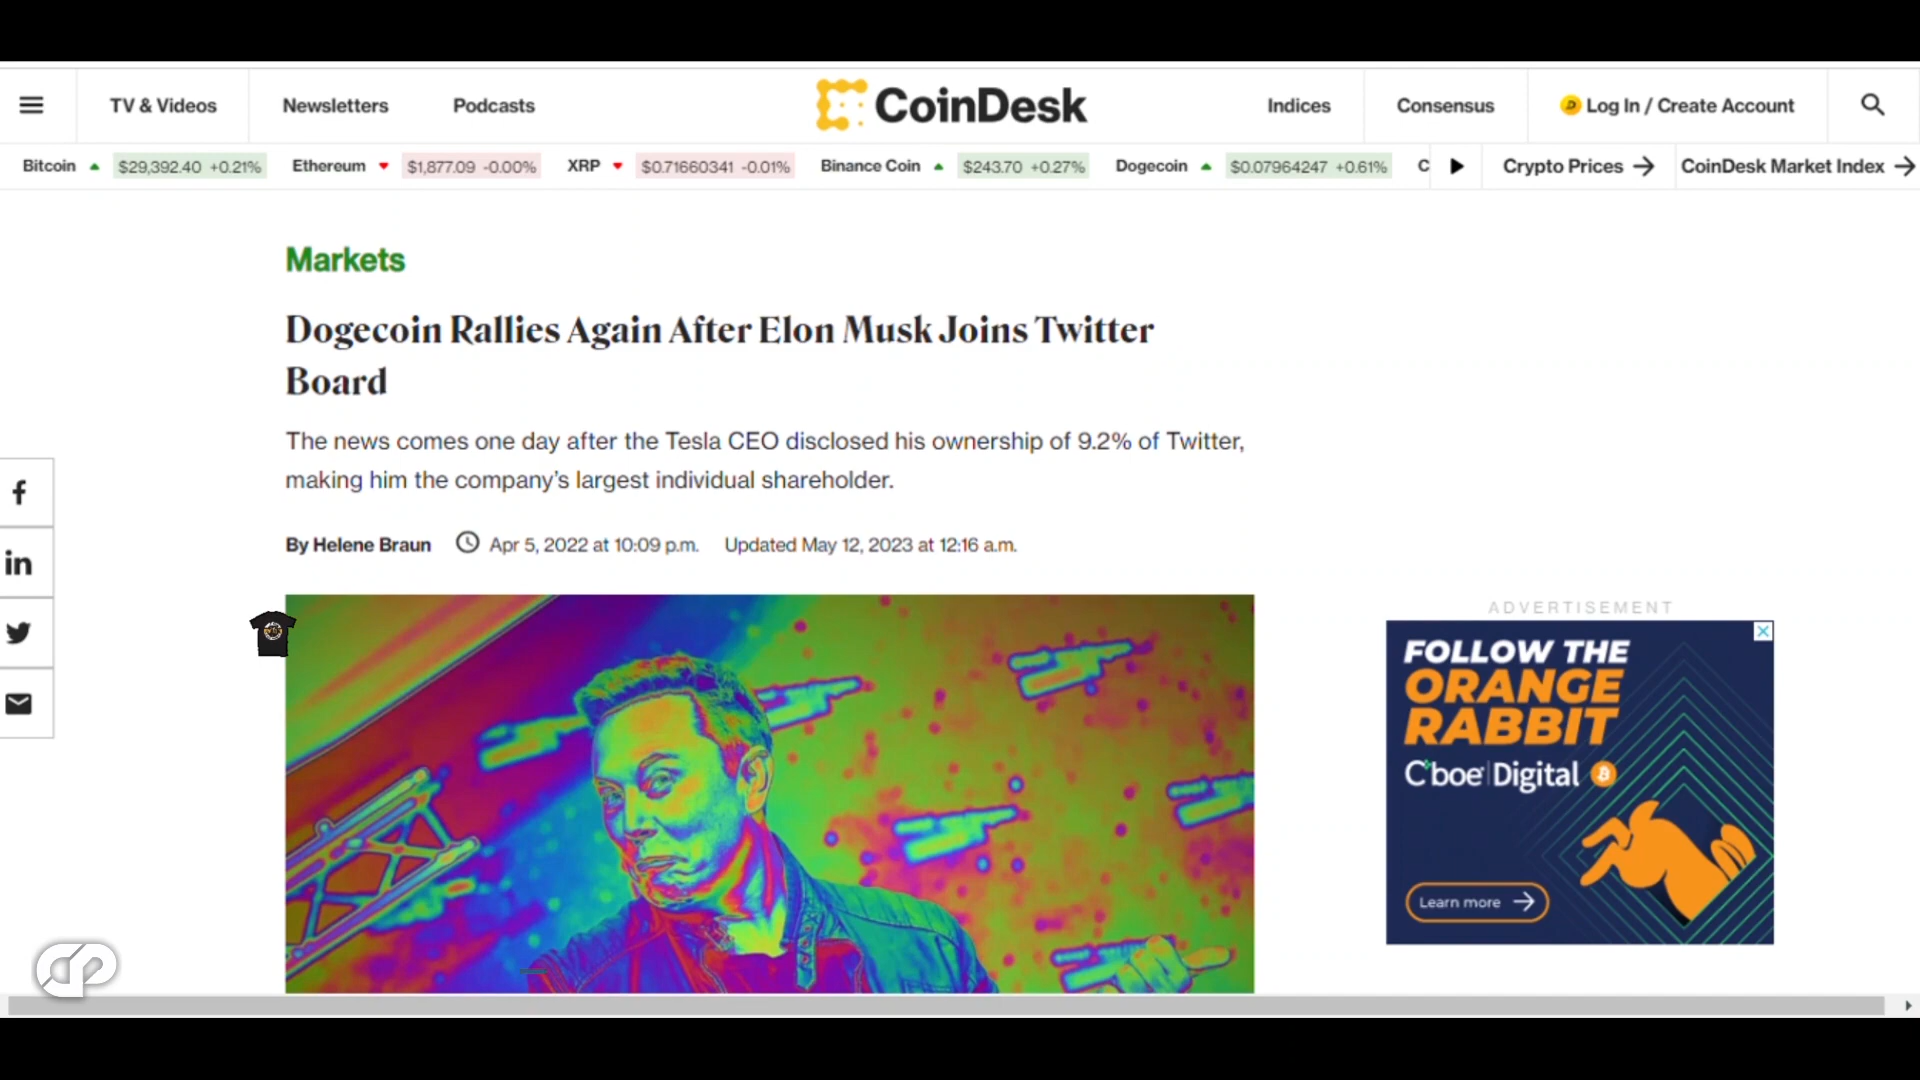 TV & Videos Newsletters Podcasts CoinDesk Indices Consensus Log In / Create Account
Bitcoin $29,392.40 +0.21% Ethereum $1,877.09 -0.00% XRP $0.71660341 -0.01% Binance Coin $243.70 +0.27% Dogecoin $0.07964247 +0.61% C Crypto Prices → CoinDesk Market Index →
Markets
Dogecoin Rallies Again After Elon Musk Joins Twitter
Board
The news comes one day after the Tesla CEO disclosed his ownership of 9.2% of Twitter,
making him the company’s largest individual shareholder.
By Helene Braun Apr 5, 2022 at 10:09 p.m. Updated May 12, 2023 at 12:16 a.m.
ADVERTISEMENT
FOLLOW THE
ORANGE
RABBIT
Cboe Digital
Learn more →